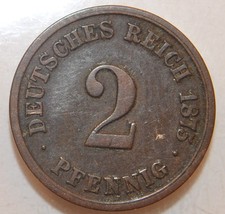 DEUTSCHES REICH 1875
2
· PFENNIG ·